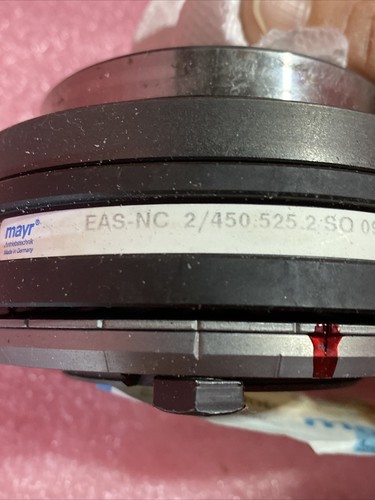 mayr®
Antriebstechnik
Made in Germany
EAS-NC 2/450.525.2 SO 09